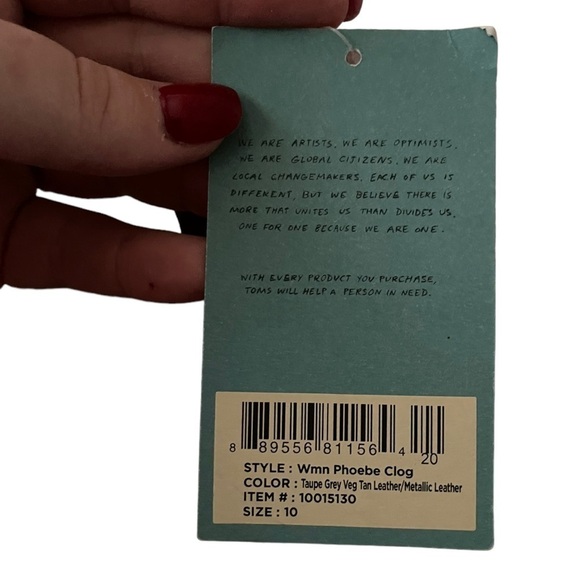 WE ARE ARTISTS. WE ARE OPTIMISTS.
WE ARE GLOBAL CITIZENS. WE ARE
LOCAL CHANGEMAKERS. EACH OF US IS
DIFFERENT, BUT WE BELIEVE THERE IS
MORE THAT UNITES US THAN DIVIDES US.
ONE FOR ONE BECAUSE WE ARE ONE.
WITH EVERY PRODUCT YOU PURCHASE,
TOMS WILL HELP A PERSON IN NEED.
8 89556 81156 4 20
STYLE : Wmn Phoebe Clog
COLOR : Taupe Grey Veg Tan Leather/Metallic Leather
ITEM # : 10015130
SIZE : 10